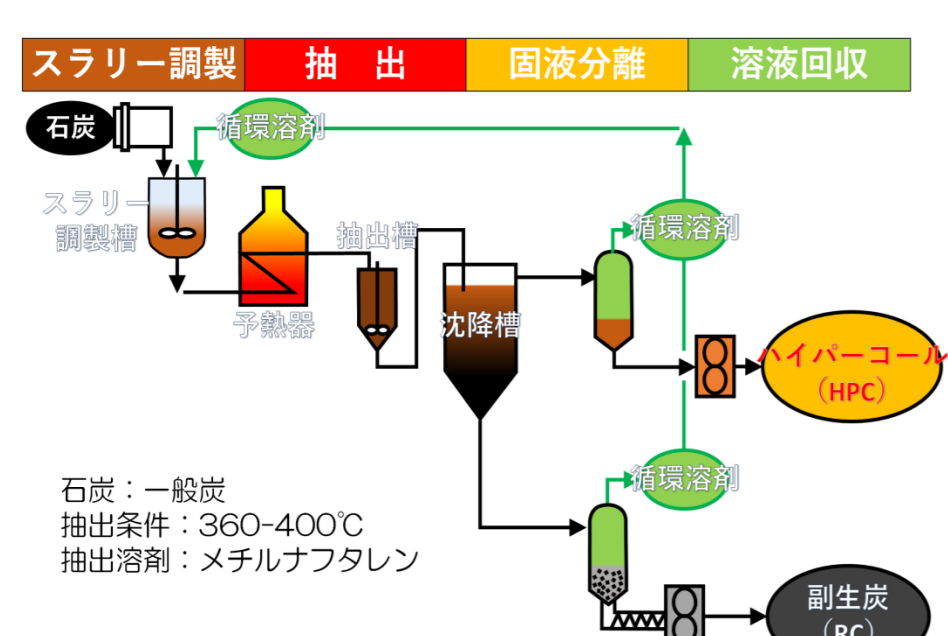 スラリー調製
抽 出
固液分離
溶液回収
石炭
循環溶剤
スラリー
調製槽
予熱器
抽出槽
沈降槽
循環溶剤
ハイパーコール
（HPC）
循環溶剤
石炭：一般炭
抽出条件：360-400℃
抽出溶剤：メチルナフタレン
副生炭
（RC）